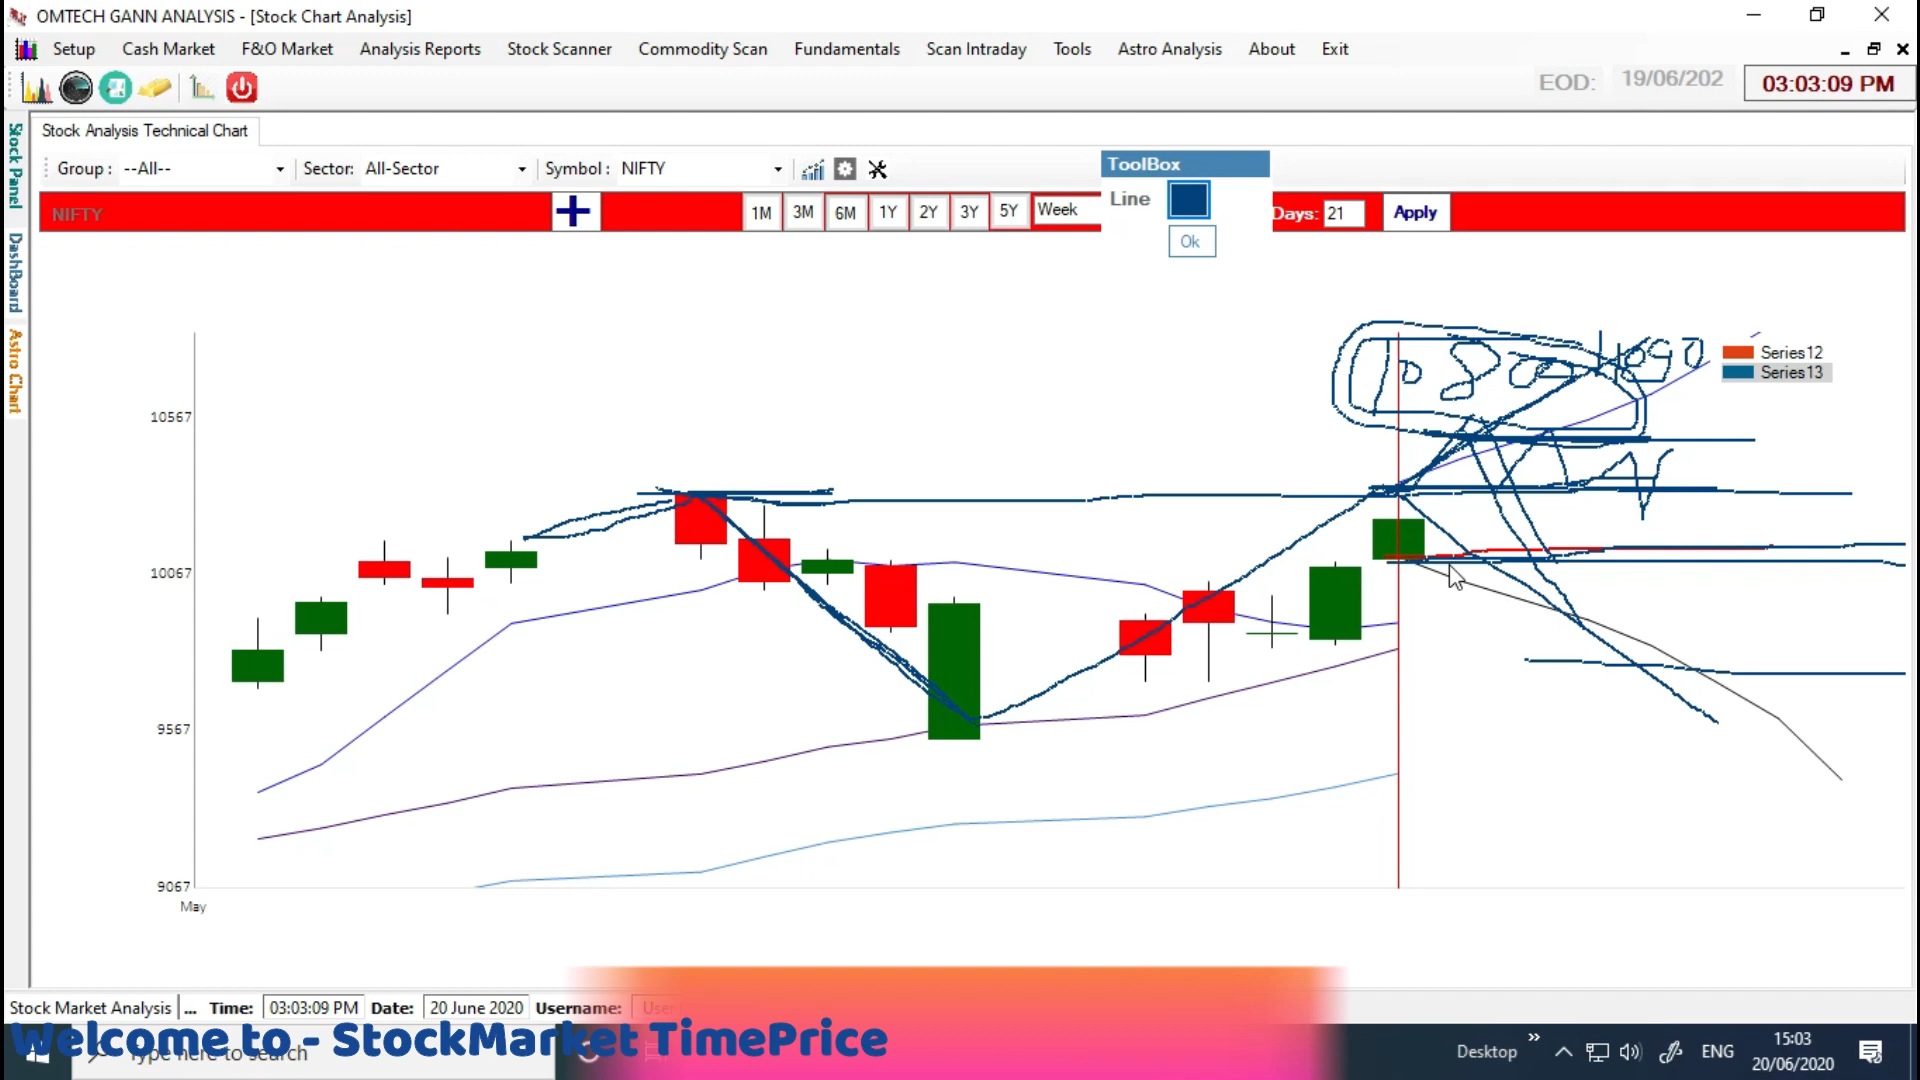 OMTECH GANN ANALYSIS - [Stock Chart Analysis]
Setup Cash Market F&O Market Analysis Reports Stock Scanner Commodity Scan Fundamentals Scan Intraday Tools Astro Analysis About Exit
EOD: 19/06/202 03:03:09 PM
Stock Panel
DashBoard
Astro Chart
Stock Analysis Technical Chart
Group : --All-- Sector: All-Sector Symbol : NIFTY
ToolBox
Line
Ok
NIFTY 1M 3M 6M 1Y 2Y 3Y 5Y Week Days: 21 Apply
Series12
Series13
10567
10067
9567
9067
May
Stock Market Analysis ... Time: 03:03:09 PM Date: 20 June 2020 Username:
Welcome to - StockMarket TimePrice
Type here to search
Desktop ENG 15:03
20/06/2020